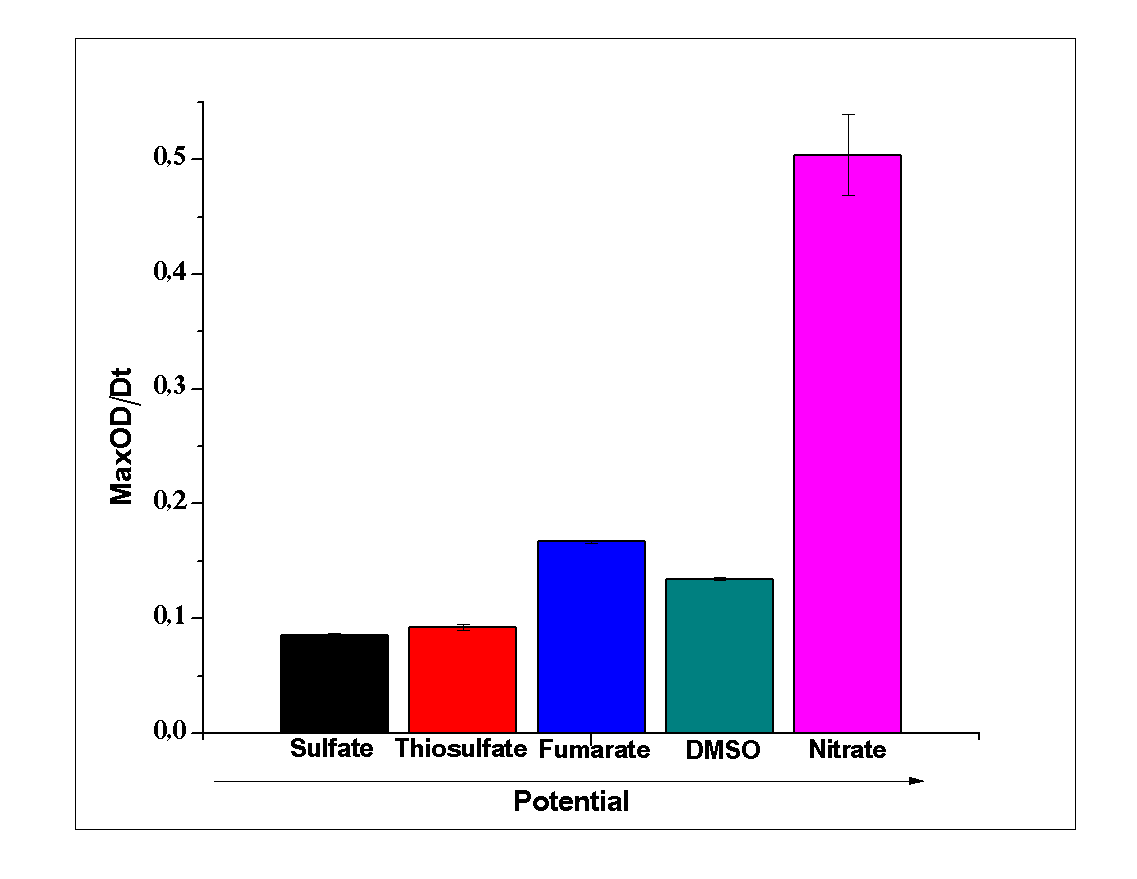 MaxOD/Dt
0,5
0,4
0,3
0,2
0,1
0,0
Sulfate Thiosulfate Fumarate DMSO Nitrate
Potential